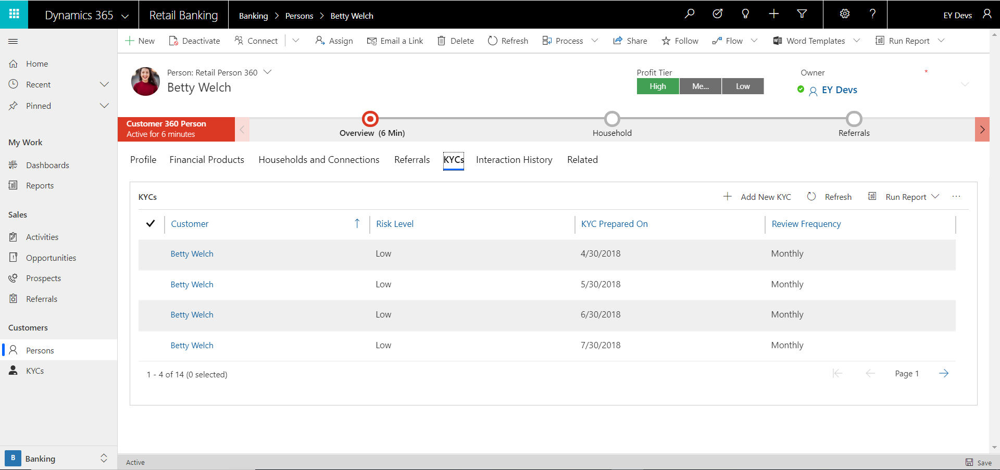 Dynamics 365 Retail Banking Banking > Persons > Betty Welch ? EY Devs
New Deactivate Connect Assign Email a Link Delete Refresh Process Share Follow Flow Word Templates Run Report
Home
Recent
Pinned
My Work
Dashboards
Reports
Sales
Activities
Opportunities
Prospects
Referrals
Customers
Persons
KYCs
B Banking
Person: Retail Person 360
Betty Welch
Profit Tier
High Me... Low
Owner *
EY Devs
Customer 360 Person
Active for 6 minutes
Overview (6 Min) Household Referrals
Profile Financial Products Households and Connections Referrals KYCs Interaction History Related
KYCs Add New KYC Refresh Run Report ...
Customer Risk Level KYC Prepared On Review Frequency
Betty Welch Low 4/30/2018 Monthly
Betty Welch Low 5/30/2018 Monthly
Betty Welch Low 6/30/2018 Monthly
Betty Welch Low 7/30/2018 Monthly
1 - 4 of 14 (0 selected) Page 1
Active Save